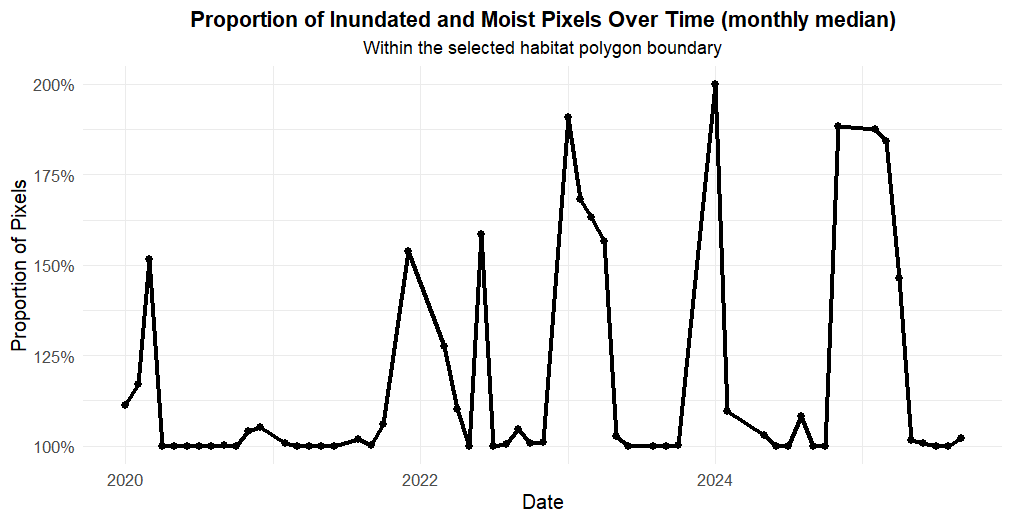 Proportion of Inundated and Moist Pixels Over Time (monthly median)
Within the selected habitat polygon boundary
Proportion of Pixels
200%
175%
150%
125%
100%
2020
2022
2024
Date